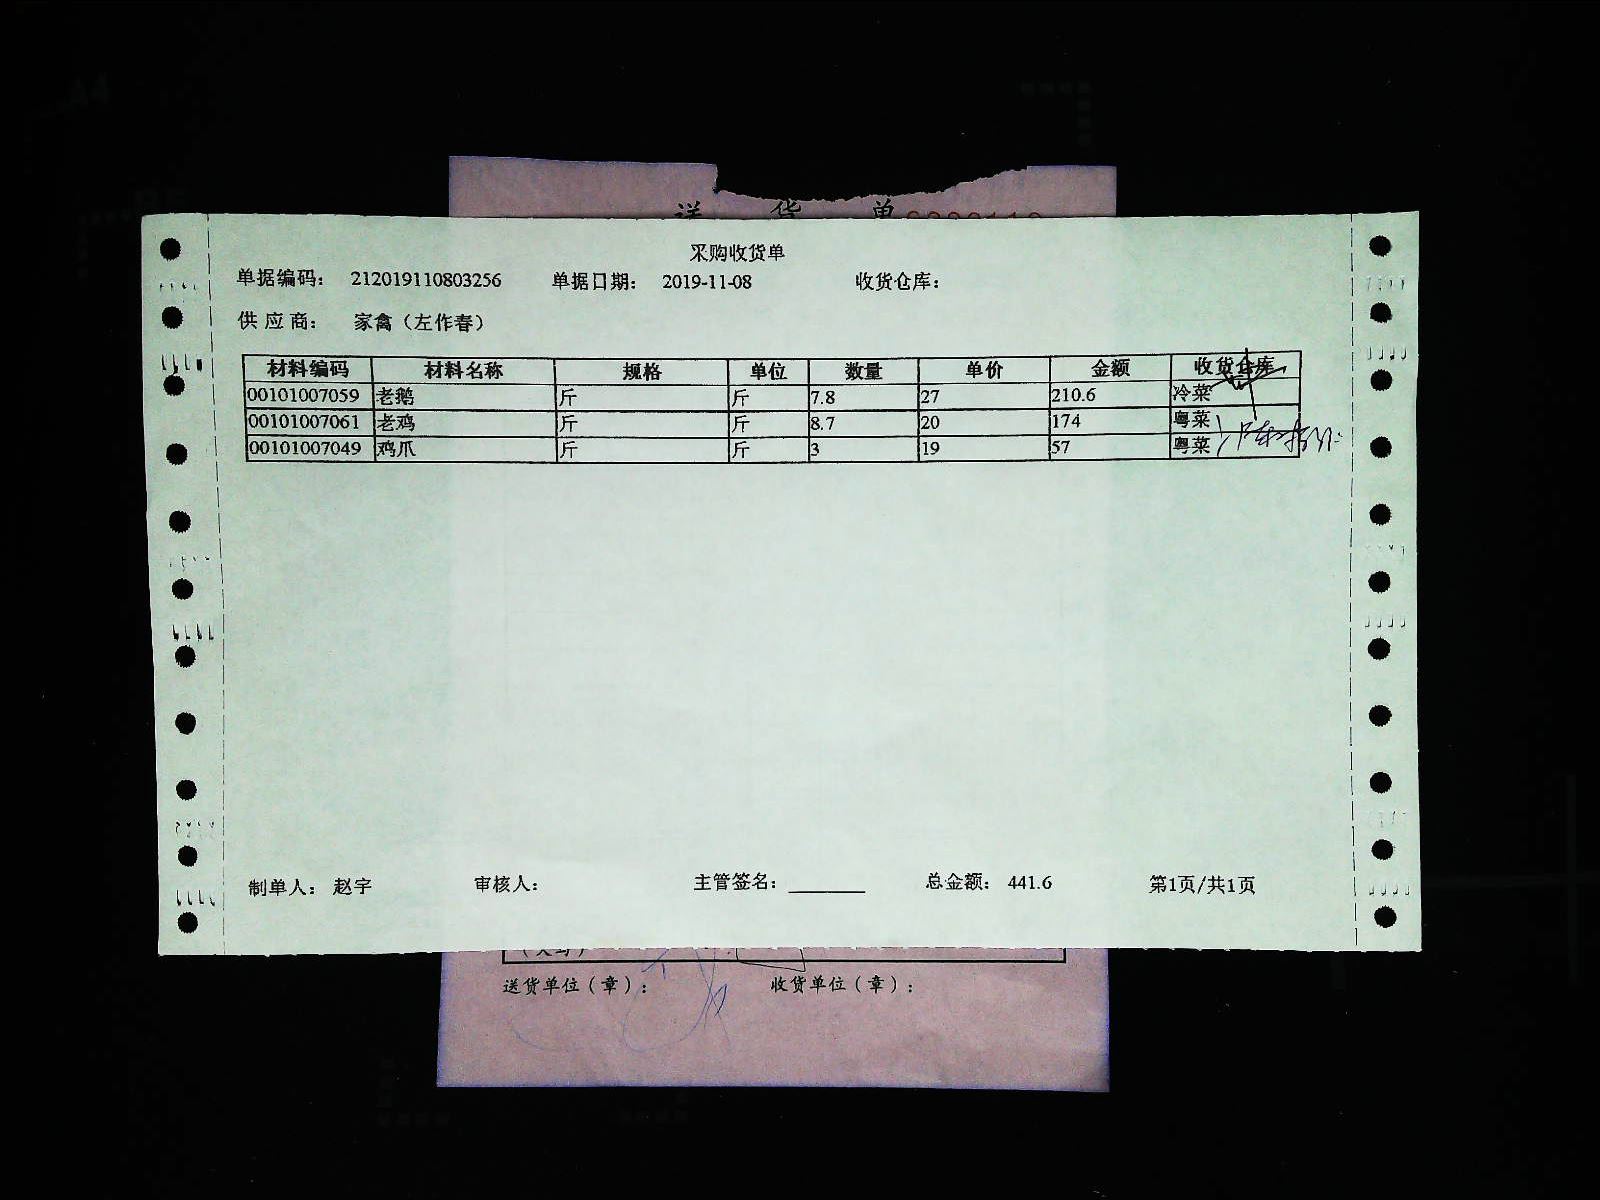 送 货 单
采购收货单
单据编码： 212019110803256 单据日期： 2019-11-08 收货仓库：
供 应 商： 家禽（左作春）
材料编码 材料名称 规格 单位 数量 单价 金额 收货仓库
00101007059 老鹅 斤 斤 7.8 27 210.6 冷菜
00101007061 老鸡 斤 斤 8.7 20 174 粤菜
00101007049 鸡爪 斤 斤 3 19 57 粤菜
制单人： 赵宇 审核人： 主管签名： 总金额： 441.6 第1页/共1页
送货单位（章）： 收货单位（章）：